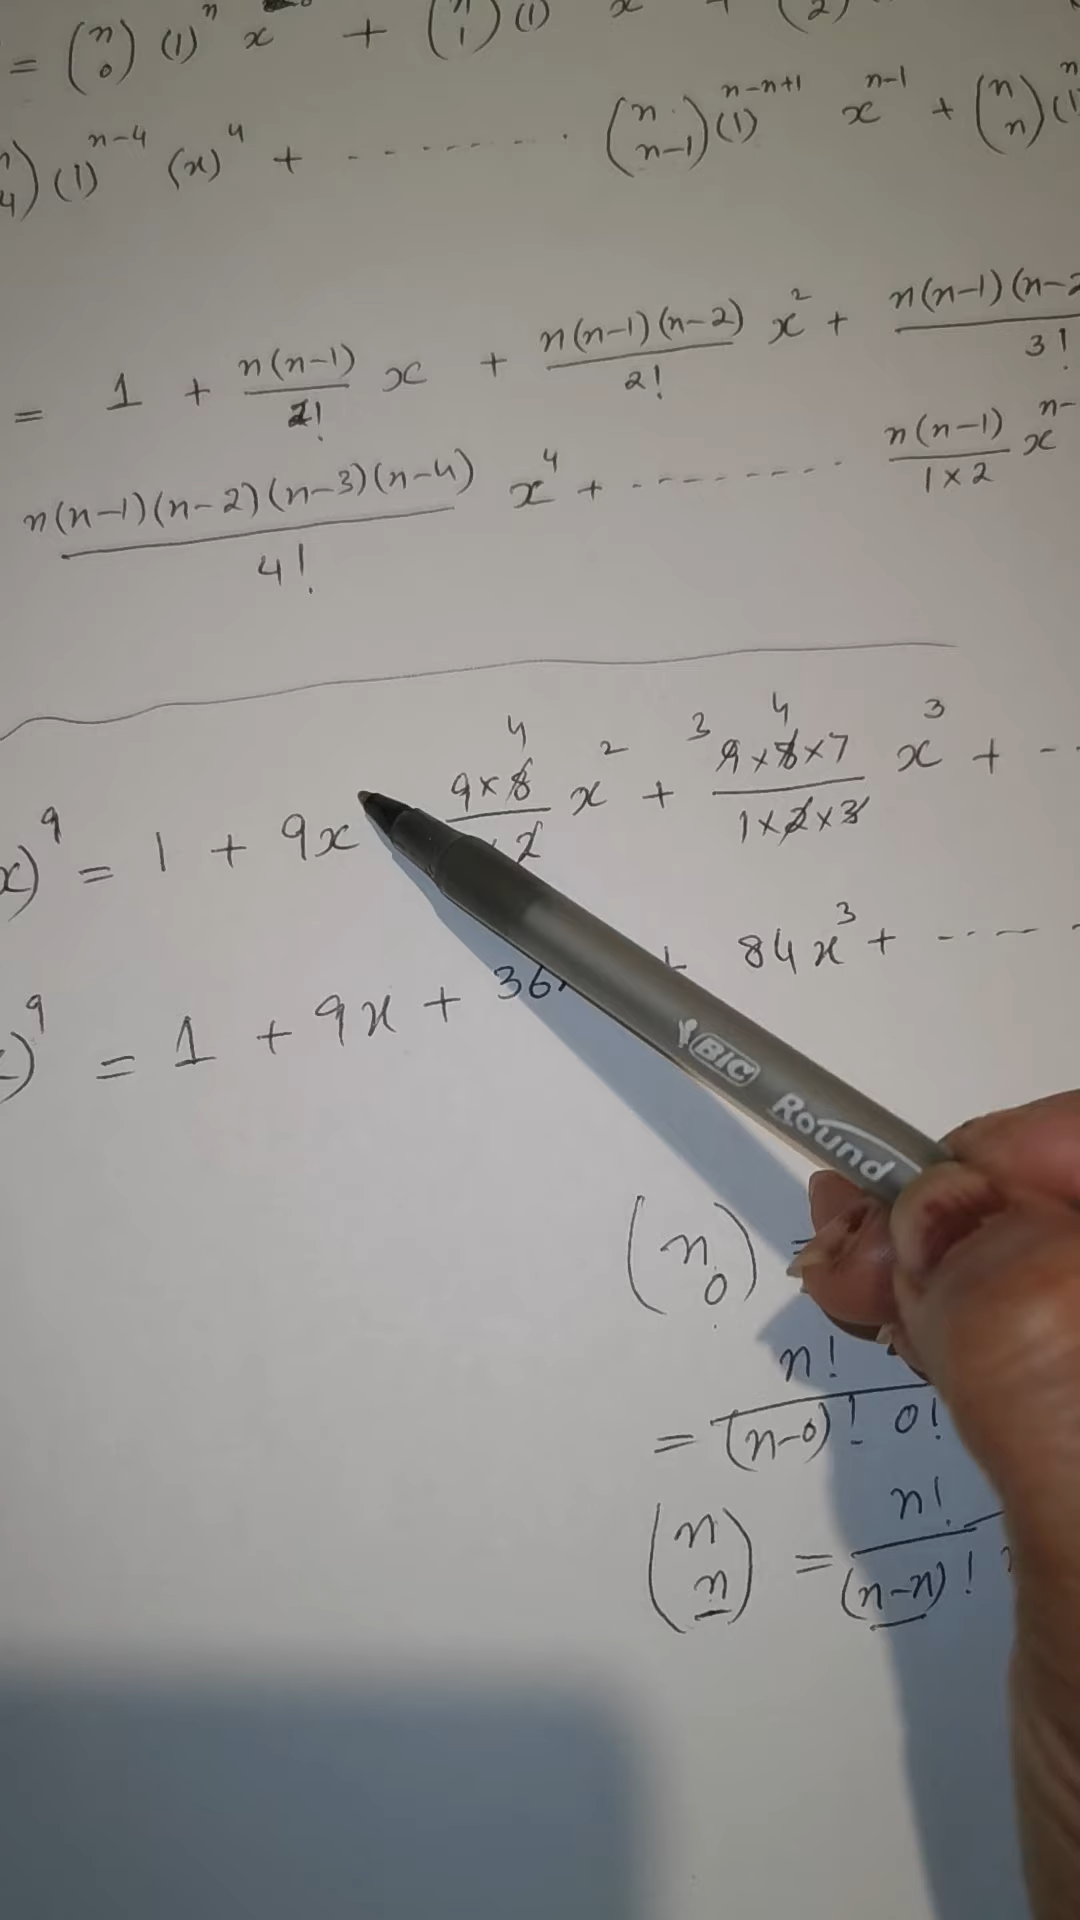 = (n 0) (1)^n x + (n 1) (1) x
4) (1)^{n-4} (x)^4 + - - - - - - - - (n n-1) (1)^{n-n+1} x^{n-1} + (n n) (1)^n
= 1 + n(n-1)/1! x + n(n-1)(n-2)/2! x^2 + n(n-1)(n-2/3!
n(n-1)(n-2)(n-3)(n-4)/4! x^4 + - - - - - - - - n(n-1)/1×2 x^{n-
x)^9 = 1 + 9x 9×8/2 4 x^2 + 3 9×8×7/1×2×3 4 x^3 + - -
)^9 = 1 + 9x + 36 + 84x^3 + - - - -
BIC Round
(n 0) =
= n!/(n-0)! 0!
(n n) = n!/(n-n)!